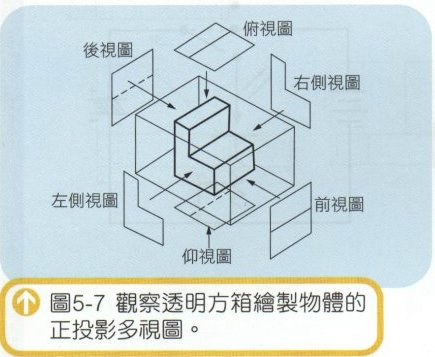 俯視圖
後視圖
右側視圖
左側視圖
前視圖
仰視圖
圖5-7 觀察透明方箱繪製物體的
正投影多視圖。